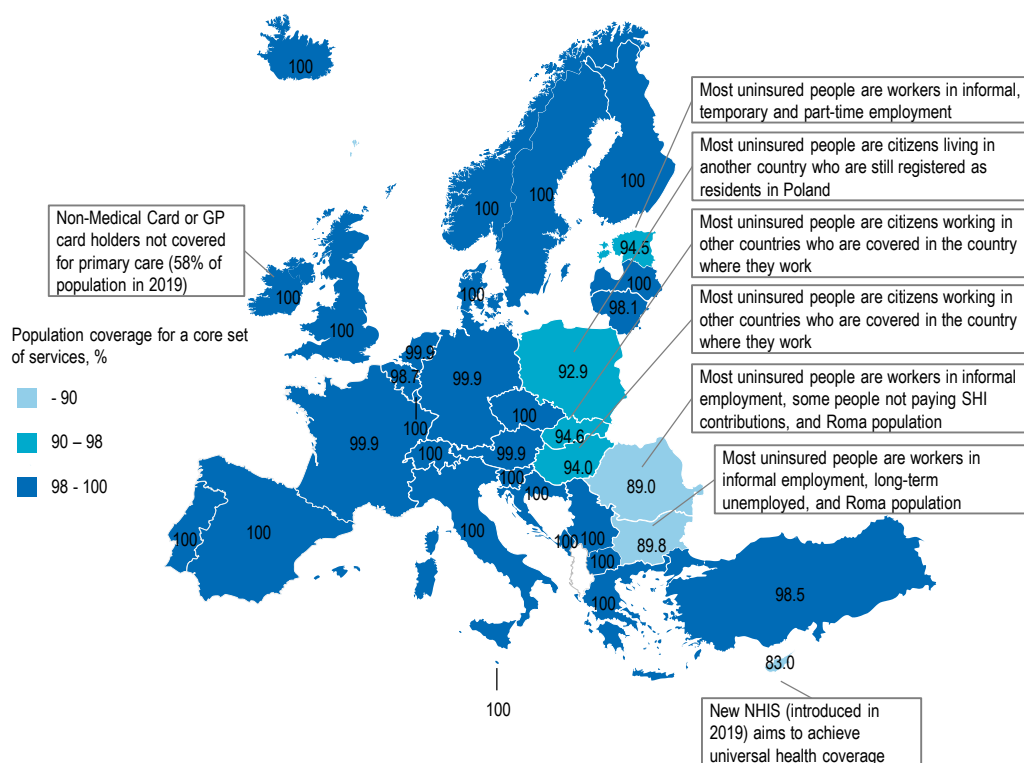 100
Most uninsured people are workers in informal,
temporary and part-time employment
Most uninsured people are citizens living in
another country who are still registered as
residents in Poland
100
100
100
Non-Medical Card or GP
card holders not covered
for primary care (58% of
population in 2019)
Most uninsured people are citizens working in
other countries who are covered in the country
where they work
94.5
100
100
100
98.1
Most uninsured people are citizens working in
other countries who are covered in the country
where they work
100
Population coverage for a core set
of services, %
- 90
90 – 98
98 - 100
99.9
98.7
99.9
92.9
Most uninsured people are workers in informal
employment, some people not paying SHI
contributions, and Roma population
100
100
94.6
99.9
100
99.9
94.0
100
100
89.0
Most uninsured people are workers in
informal employment, long-term
unemployed, and Roma population
100
100
100
100
100
89.8
100
100
98.5
83.0
100
New NHIS (introduced in
2019) aims to achieve
universal health coverage